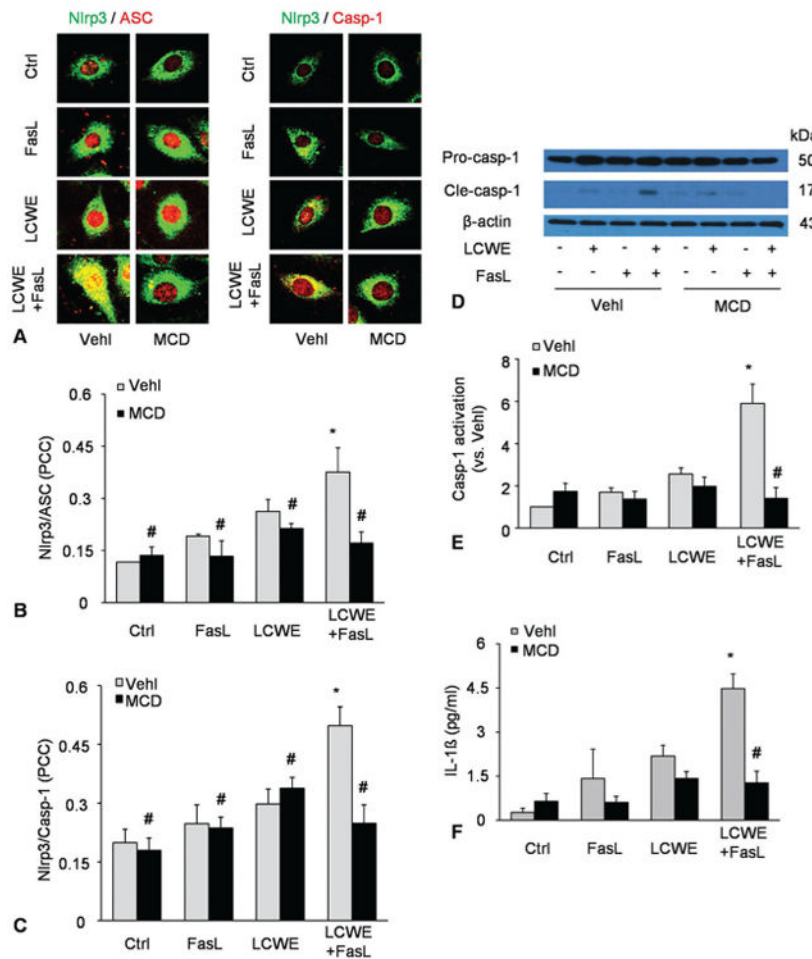 Nlrp3 / ASC
Nlrp3 / Casp-1
Ctrl
FasL
LCWE
LCWE
+FasL
Vehl MCD
Ctrl
FasL
LCWE
LCWE
+FasL
Vehl MCD
A
Pro-casp-1
Cle-casp-1
β-actin
kDa
50
17
43
LCWE - + - + - + - +
FasL - - + + - - + +
Vehl MCD
D
Vehl
MCD
Nlrp3/ASC (PCC)
0.6
0.45
0.3
0.15
0
# # # * #
Ctrl FasL LCWE LCWE
+FasL
B
Vehl
MCD
Nlrp3/Casp-1 (PCC)
0.6
0.45
0.3
0.15
0
# # # * #
Ctrl FasL LCWE LCWE
+FasL
C
Vehl
MCD
Casp-1 activation
(vs. Vehl)
8
6
4
2
0
* #
Ctrl FasL LCWE LCWE
+FasL
E
Vehl
MCD
IL-1ß (pg/ml)
6
4.5
3
1.5
0
* #
Ctrl FasL LCWE LCWE
+FasL
F